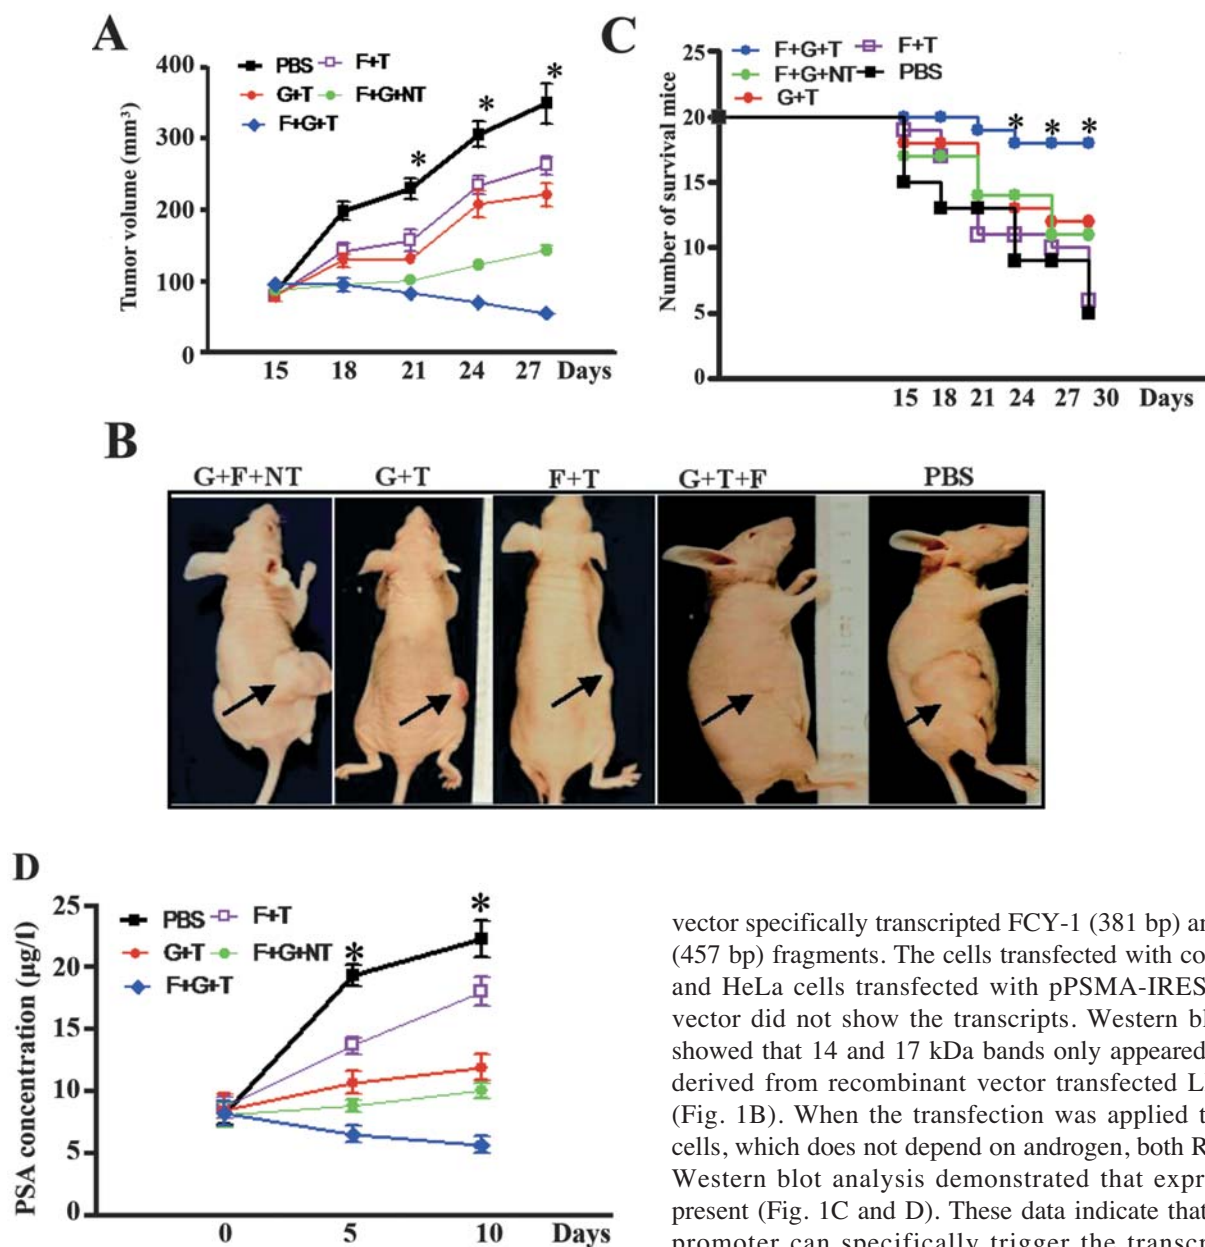 A
400
300
200
100
0
Tumor volume (mm³)
PBS F+T
G+T F+G+NT
F+G+T
*
*
*
15 18 21 24 27 Days
C
25
20
15
10
5
0
Number of survival mice
F+G+T F+T
F+G+NT PBS
G+T
* * *
15 18 21 24 27 30 Days
B
G+F+NT G+T F+T G+T+F PBS
D
25
20
15
10
5
0
PSA concentration (µg/l)
PBS F+T
G+T F+G+NT
F+G+T
*
*
0 5 10 Days
vector specifically transcripted FCY-1 (381 bp) an
(457 bp) fragments. The cells transfected with co
and HeLa cells transfected with pPSMA-IRES
vector did not show the transcripts. Western bl
showed that 14 and 17 kDa bands only appeared
derived from recombinant vector transfected L
(Fig. 1B). When the transfection was applied t
cells, which does not depend on androgen, both R
Western blot analysis demonstrated that expr
present (Fig. 1C and D). These data indicate that
promoter can specifically trigger the transcr